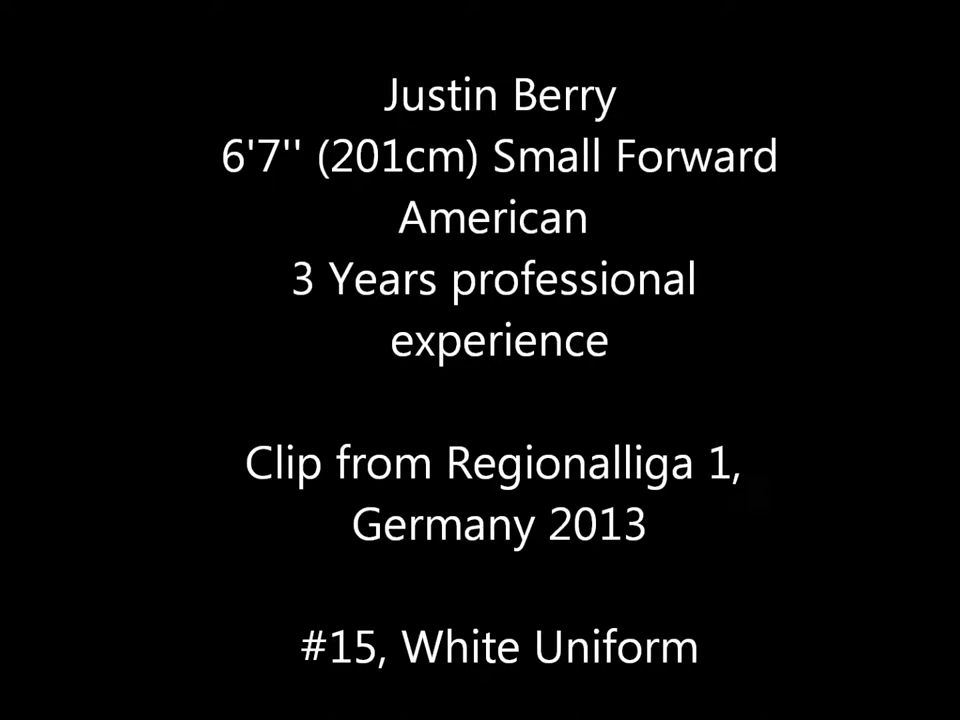 Justin Berry
6'7'' (201cm) Small Forward
American
3 Years professional
experience
Clip from Regionalliga 1,
Germany 2013
#15, White Uniform